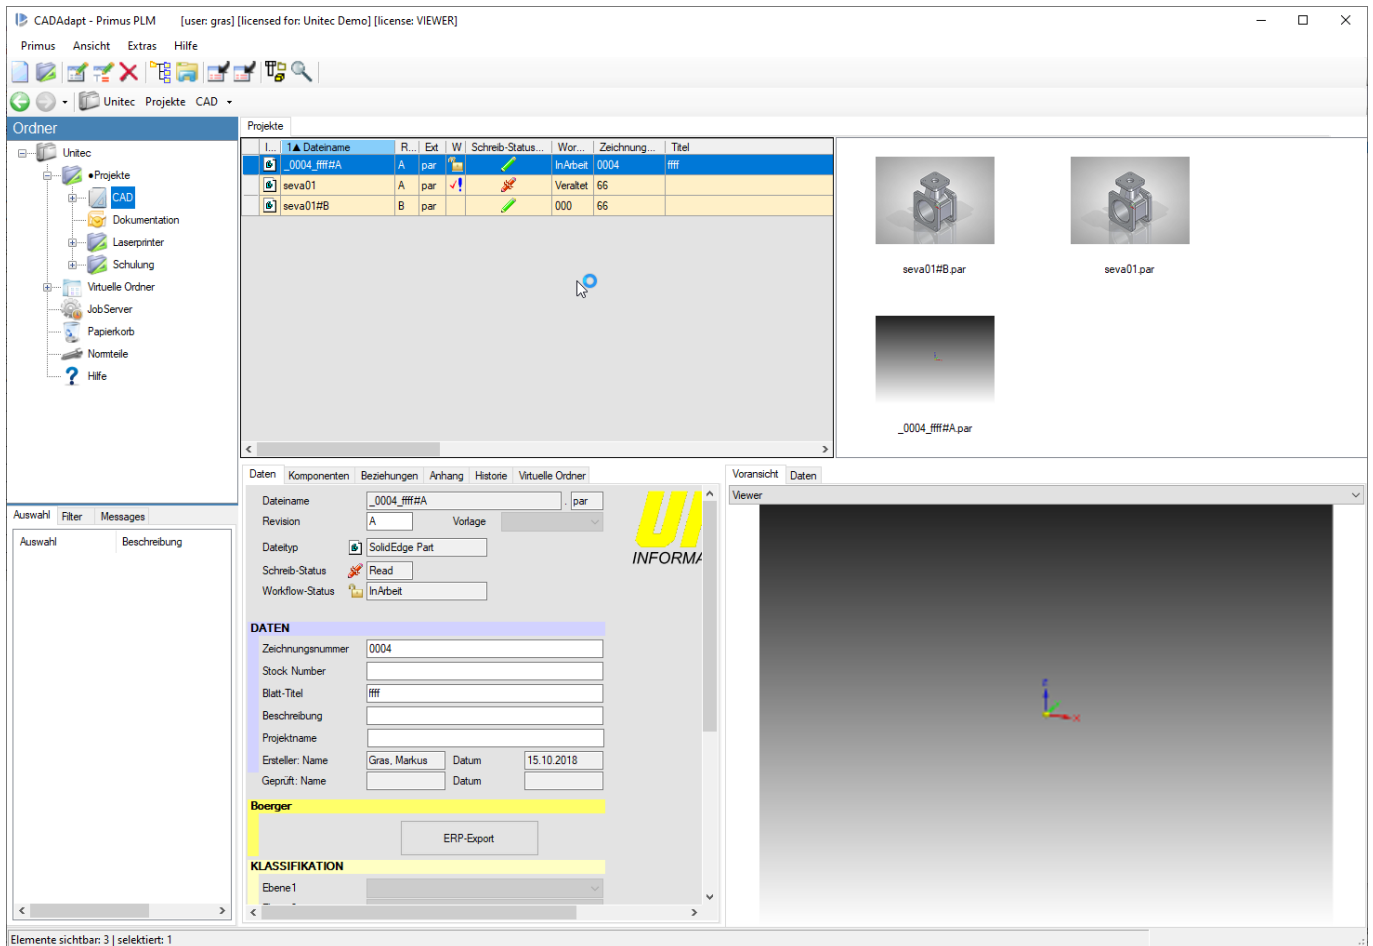 CADAdapt - Primus PLM [user: gras] [licensed for: Unitec Demo] [license: VIEWER]
Primus Ansicht Extras Hilfe
Unitec Projekte CAD
Ordner
Unitec
•Projekte
CAD
Dokumentation
Laserprinter
Schulung
Virtuelle Ordner
JobServer
Papierkorb
Normteile
Hilfe
Projekte
I... 1▲ Dateiname R... Ext W Schreib-Status... Wor... Zeichnung... Titel
_0004_ffff#A A par InArbeit 0004 ffff
seva01 A par Veraltet 66
seva01#B B par 000 66
seva01#B.par seva01.par
_0004_ffff#A.par
Auswahl Filter Messages
Auswahl Beschreibung
Daten Komponenten Beziehungen Anhang Historie Virtuelle Ordner
Dateiname _0004_ffff#A . par
Revision A Vorlage
Dateityp SolidEdge Part
Schreib-Status Read
Workflow-Status InArbeit
INFORMA
DATEN
Zeichnungsnummer 0004
Stock Number
Blatt-Titel ffff
Beschreibung
Projektname
Ersteller: Name Gras, Markus Datum 15.10.2018
Geprüft: Name Datum
Boerger
ERP-Export
KLASSIFIKATION
Ebene1
Voransicht Daten
Viewer
Z
X
Elemente sichtbar: 3 | selektiert: 1